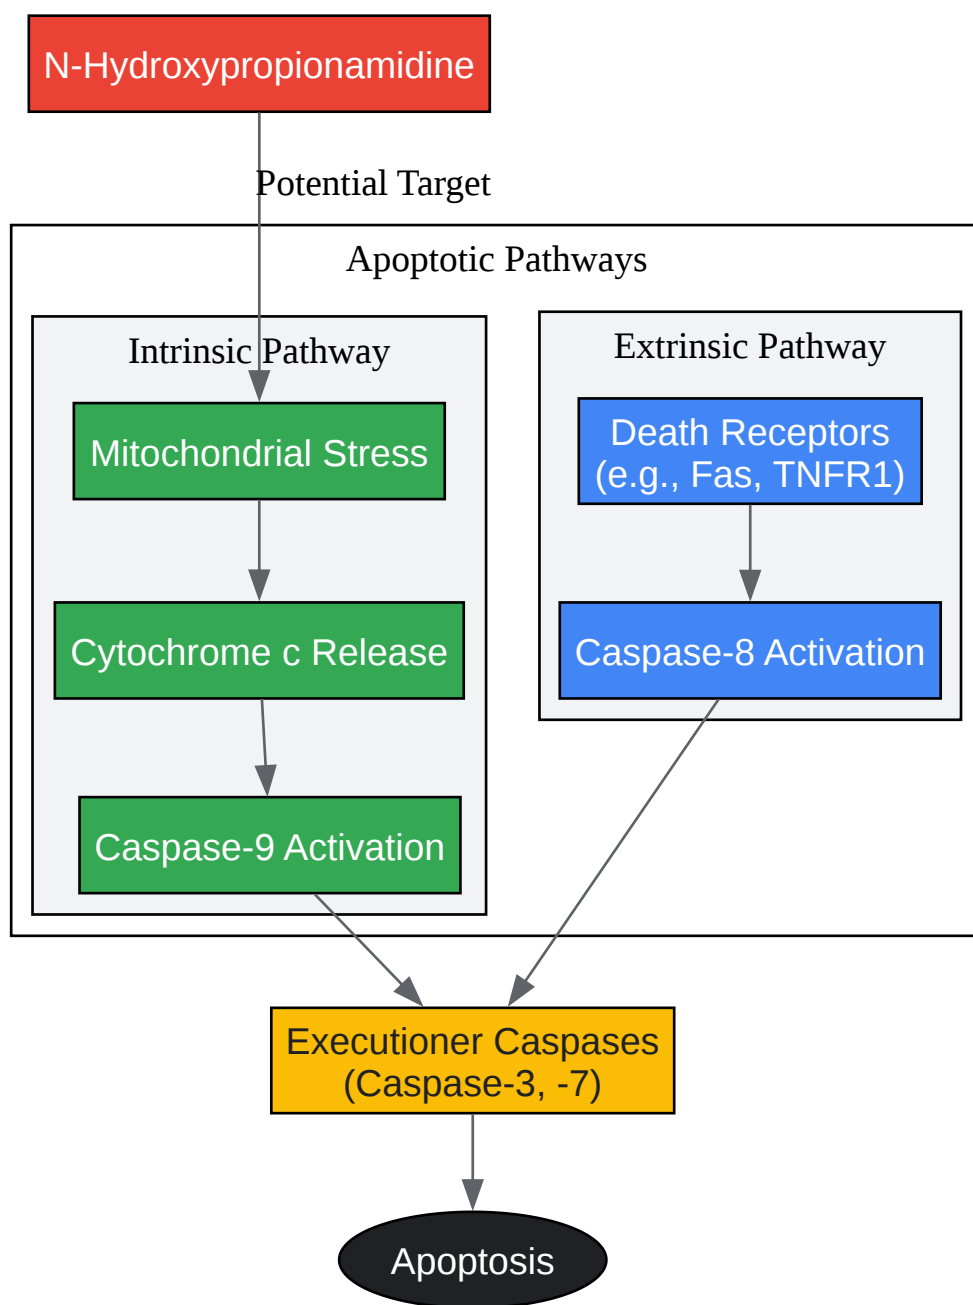 N-Hydroxypropionamidine
Potential Target
Apoptotic Pathways
Intrinsic Pathway
Mitochondrial Stress
Cytochrome c Release
Caspase-9 Activation
Extrinsic Pathway
Death Receptors
(e.g., Fas, TNFR1)
Caspase-8 Activation
Executioner Caspases
(Caspase-3, -7)
Apoptosis